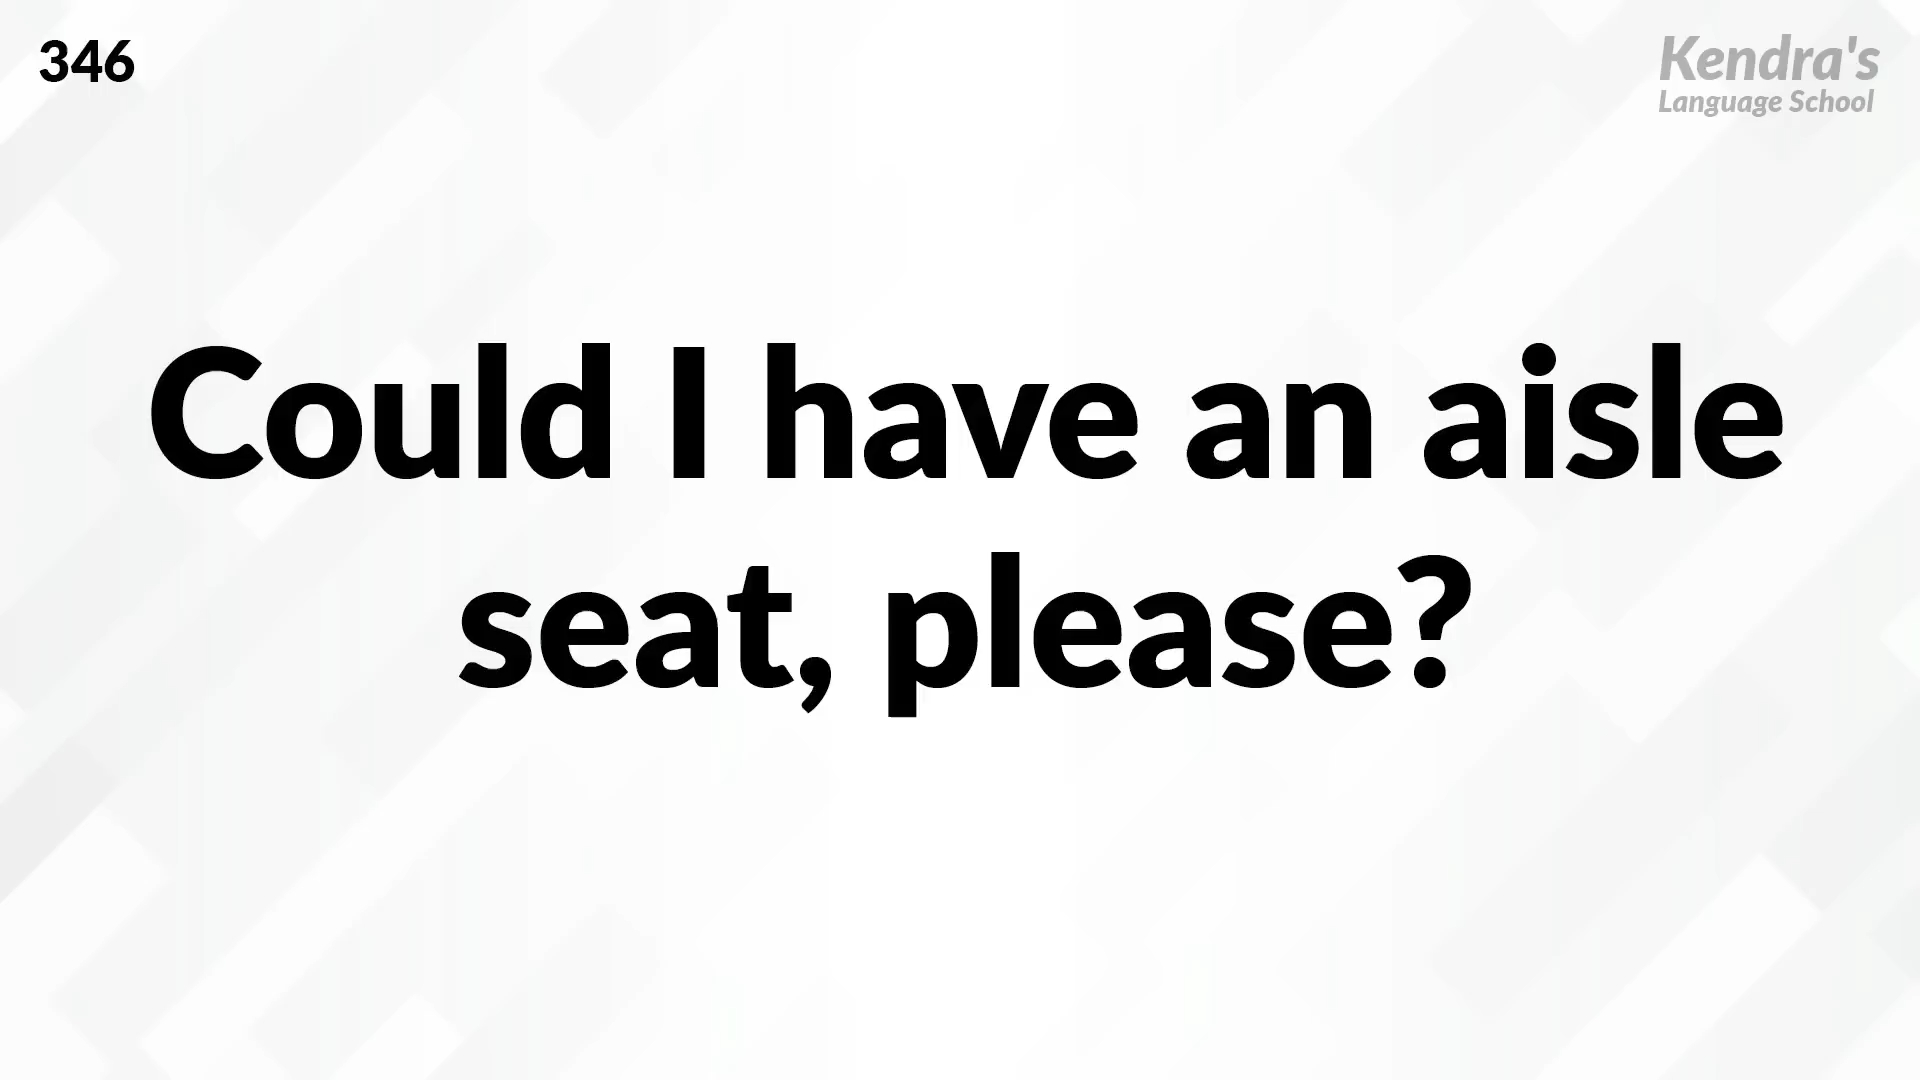 346
Kendra's
Language School
Could I have an aisle
seat, please?